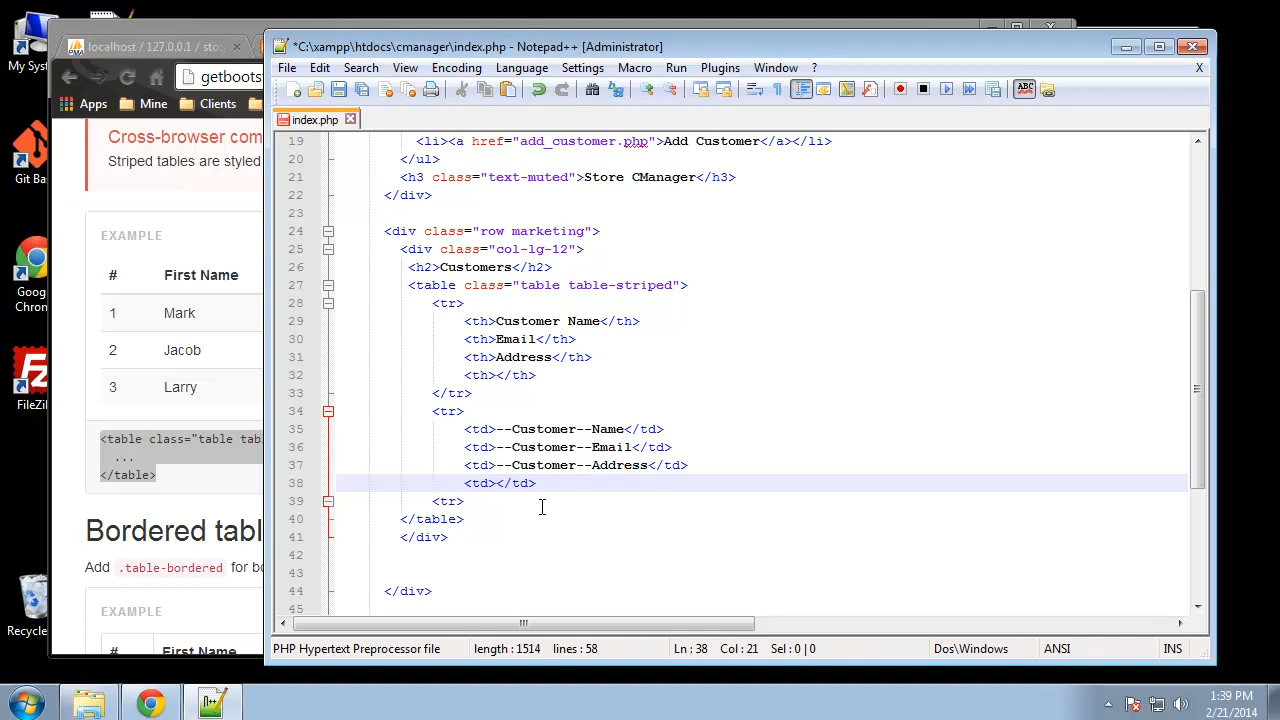 My Sys
Git Ba
Goog
Chron
FileZil
Recycle
localhost / 127.0.0.1 / sto
getboots
Apps
Mine
Clients
Cross-browser com
Striped tables are styled
EXAMPLE
# First Name
1 Mark
2 Jacob
3 Larry
<table class="table tab
...
</table>
Bordered tabl
Add .table-bordered for bo
EXAMPLE
# First Name
*C:\xampp\htdocs\cmanager\index.php - Notepad++ [Administrator]
File Edit Search View Encoding Language Settings Macro Run Plugins Window ? X
index.php
19 <li><a href="add_customer.php">Add Customer</a></li>
20 </ul>
21 <h3 class="text-muted">Store CManager</h3>
22 </div>
23
24 <div class="row marketing">
25 <div class="col-lg-12">
26 <h2>Customers</h2>
27 <table class="table table-striped">
28 <tr>
29 <th>Customer Name</th>
30 <th>Email</th>
31 <th>Address</th>
32 <th></th>
33 </tr>
34 <tr>
35 <td>--Customer--Name</td>
36 <td>--Customer--Email</td>
37 <td>--Customer--Address</td>
38 <td></td>
39 <tr>
40 </table>
41 </div>
42
43
44 </div>
45
PHP Hypertext Preprocessor file length : 1514 lines : 58 Ln : 38 Col : 21 Sel : 0 | 0 Dos\Windows ANSI INS
1:39 PM
2/21/2014